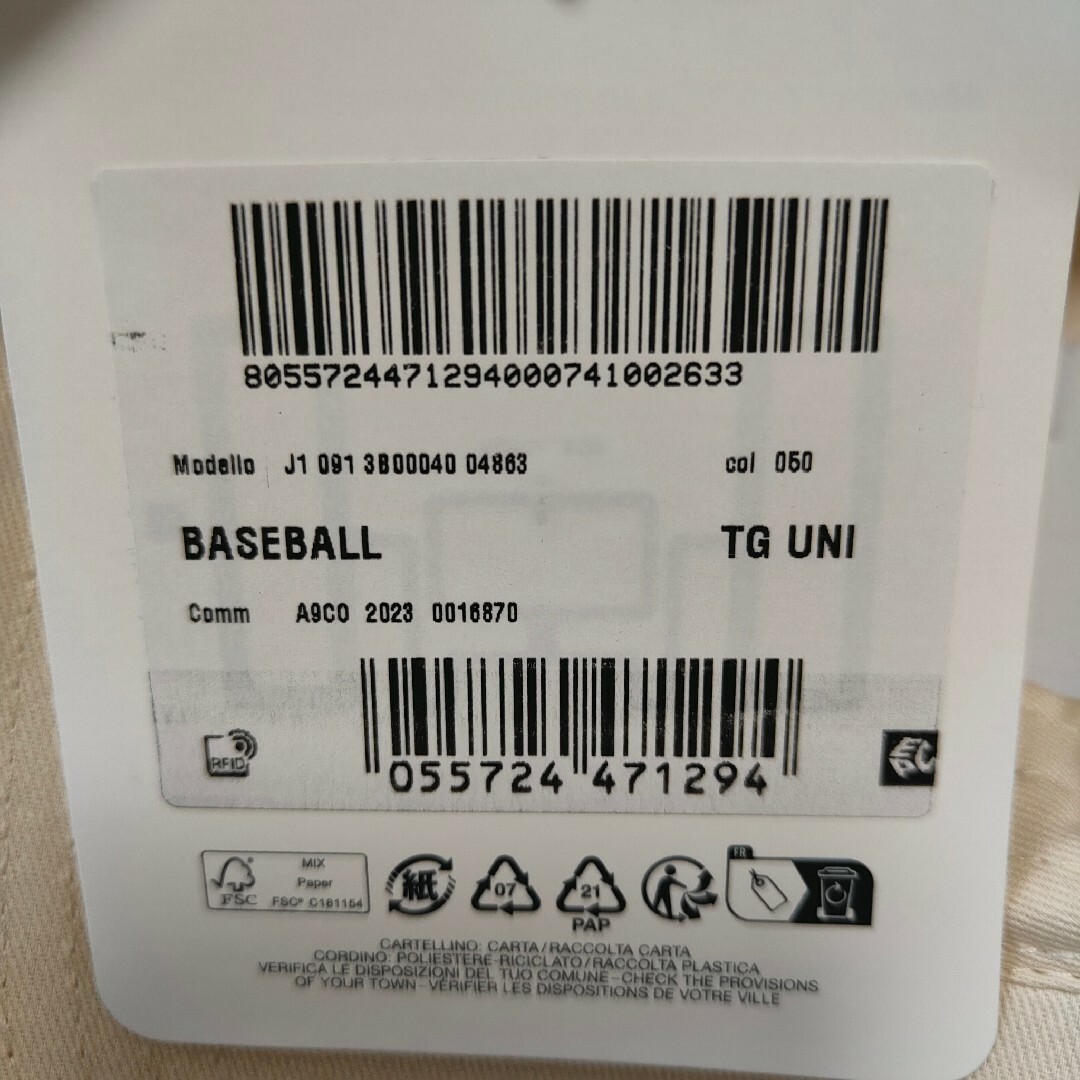 8055724471294000741002633
Modello J1 091 3B00040 04863 col 050
BASEBALL TG UNI
Comm A9C0 2023 0016870
RFID
055724 471294
FSC
MIX
Paper
FSC® C181154
紙
07
21
PAP
FR
CARTELLINO: CARTA/RACCOLTA CARTA
CORDINO: POLIESTERE-RICICLATO/RACCOLTA PLASTICA
VERIFICA LE DISPOSIZIONI DEL TUO COMUNE-CHECK THE PROVISIONS
OF YOUR TOWN-VÉRIFIER LES DISPOSITIONS DE VOTRE VILLE